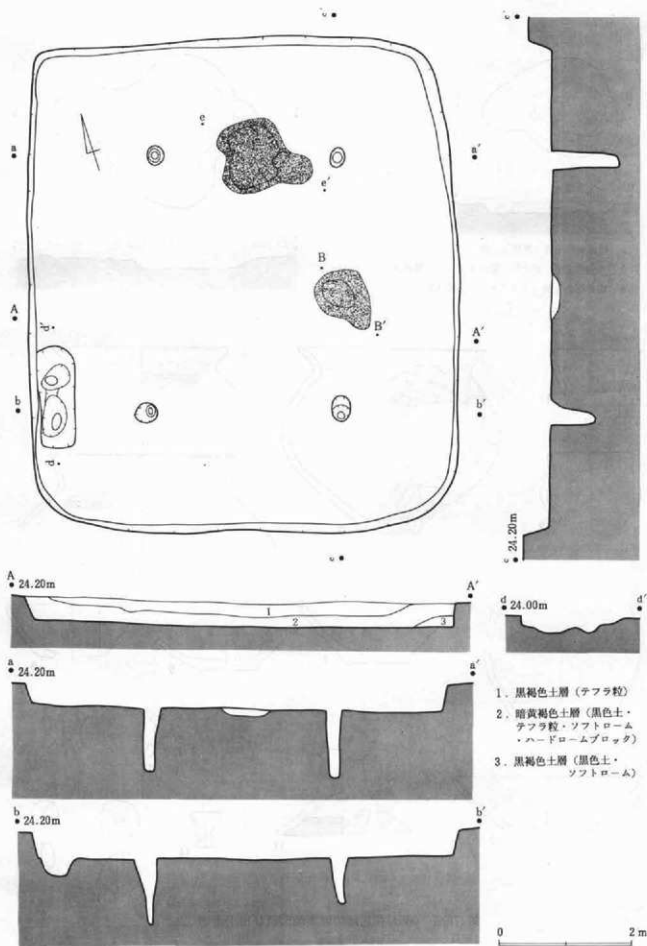 c'
e
a
a'
e'
B
A
d'
B'
A'
b
b'
d
c
c'
24.20m
c
A
24.20m
A'
1
2
3
d
24.00m
d'
a
24.20m
a'
1．黒褐色土層（テフラ粒）
2．暗黄褐色土層（黒色土・
テフラ粒・ソフトローム
・ハードロームブロック）
3．黒褐色土層（黒色土・
ソフトローム）
b
24.20m
b'
0
2 m